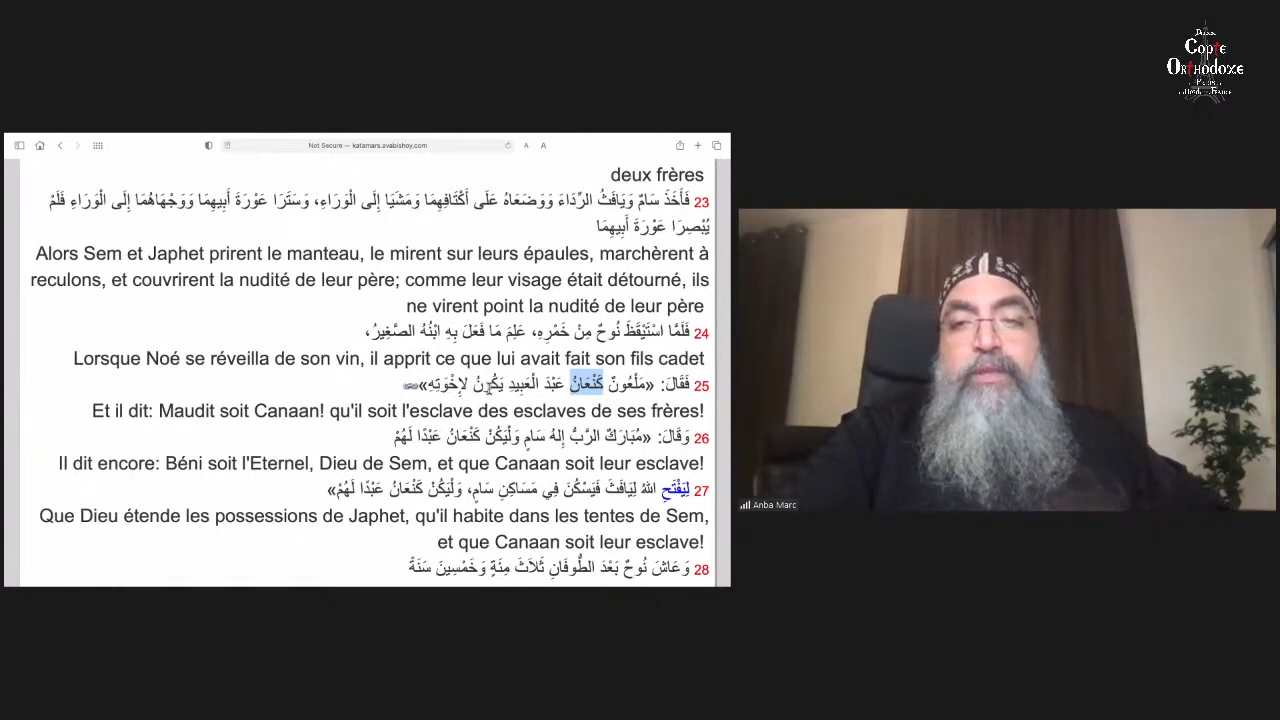 Copte
Orthodoxe
Not Secure — katamars.avabishoy.com
A A
deux frères
23 فَأَخَذَ سَامٌ وَيَافَثُ الرِّدَاءَ وَوَضَعَاهُ عَلَى أَكْتَافِهِمَا وَمَشَيَا إِلَى الْوَرَاءِ، وَسَتَرَا عَوْرَةَ أَبِيهِمَا وَوَجْهَاهُمَا إِلَى الْوَرَاءِ فَلَمْ
يُبْصِرَا عَوْرَةَ أَبِيهِمَا
Alors Sem et Japhet prirent le manteau, le mirent sur leurs épaules, marchèrent à
reculons, et couvrirent la nudité de leur père; comme leur visage était détourné, ils
ne virent point la nudité de leur père
24 فَلَمَّا اسْتَيْقَظَ نُوحٌ مِنْ خَمْرِهِ، عَلِمَ مَا فَعَلَ بِهِ ابْنُهُ الصَّغِيرُ،
Lorsque Noé se réveilla de son vin, il apprit ce que lui avait fait son fils cadet
25 فَقَالَ: «مَلْعُونٌ كَنْعَانُ عَبْدَ الْعَبِيدِ يَكُونُ لإِخْوَتِهِ»
Et il dit: Maudit soit Canaan! qu'il soit l'esclave des esclaves de ses frères!
26 وَقَالَ: «مُبَارَكٌ الرَّبُّ إِلهُ سَامٍ وَلْيَكُنْ كَنْعَانُ عَبْدًا لَهُمْ
Il dit encore: Béni soit l'Eternel, Dieu de Sem, et que Canaan soit leur esclave!
27 لِيَفْتَحِ اللهُ لِيَافَثَ فَيَسْكُنَ فِي مَسَاكِنِ سَامٍ، وَلْيَكُنْ كَنْعَانُ عَبْدًا لَهُمْ»
Que Dieu étende les possessions de Japhet, qu'il habite dans les tentes de Sem,
et que Canaan soit leur esclave!
28 وَعَاشَ نُوحٌ بَعْدَ الطُّوفَانِ ثَلاَثَ مِئَةٍ وَخَمْسِينَ سَنَةً
Anba Marc